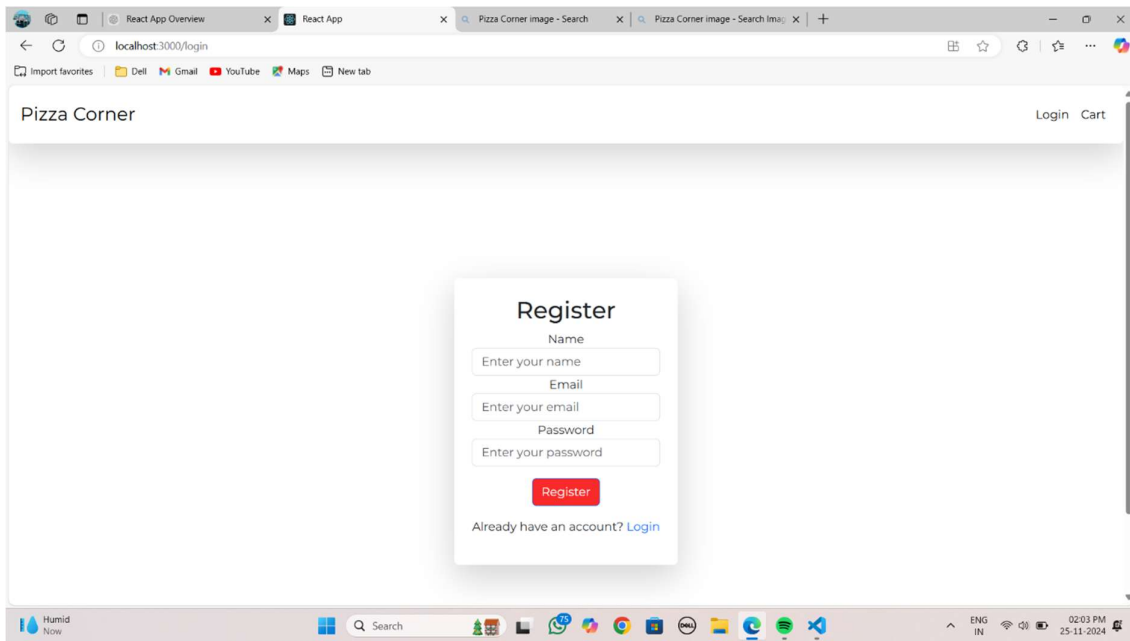 React App Overview
React App
Pizza Corner image - Search
Pizza Corner image - Search Imag
localhost:3000/login
Import favorites
Dell
Gmail
YouTube
Maps
New tab
Pizza Corner
Login
Cart
Register
Name
Enter your name
Email
Enter your email
Password
Enter your password
Register
Already have an account? Login
Humid
Now
Search
75
DELL
ENG
IN
02:03 PM
25-11-2024